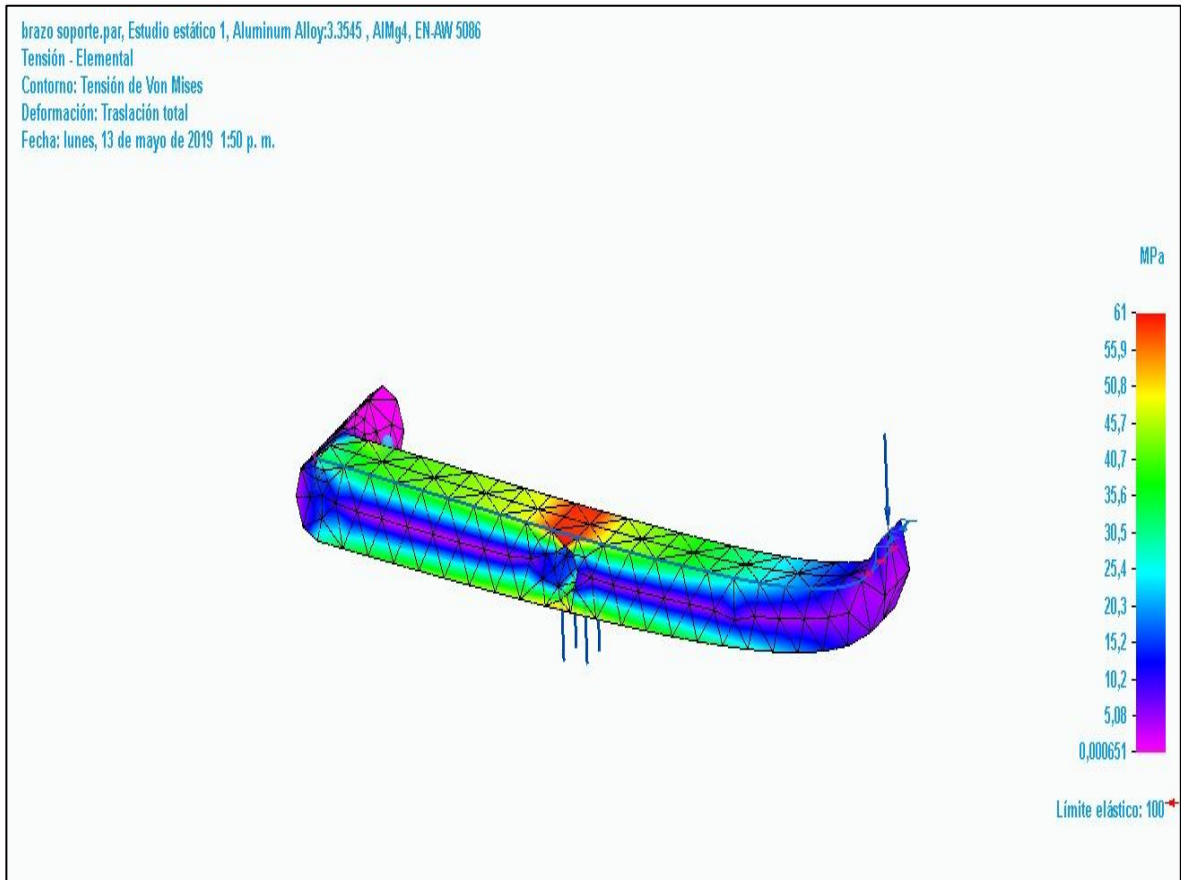 brazo soporte.par, Estudio estático 1, Aluminum Alloy:3.3545 , AlMg4, EN-AW 5086
Tensión - Elemental
Contorno: Tensión de Von Mises
Deformación: Traslación total
Fecha: lunes, 13 de mayo de 2019 1:50 p. m.
MPa
61
55,9
50,8
45,7
40,7
35,6
30,5
25,4
20,3
15,2
10,2
5,08
0,000651
Límite elástico: 100